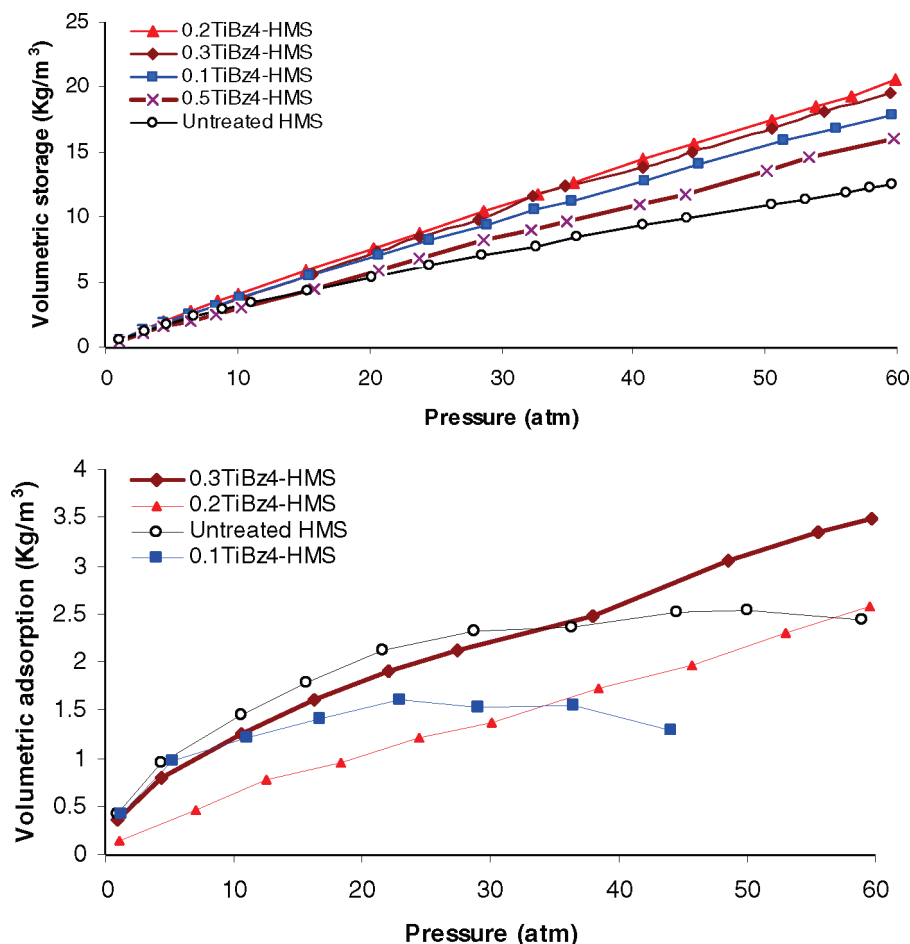 0.2TiBz4-HMS
0.3TiBz4-HMS
0.1TiBz4-HMS
0.5TiBz4-HMS
Untreated HMS
Volumetric storage (Kg/m³)
25
20
15
10
5
0
0 10 20 30 40 50 60
Pressure (atm)
0.3TiBz4-HMS
0.2TiBz4-HMS
Untreated HMS
0.1TiBz4-HMS
Volumetric adsorption (Kg/m³)
4
3.5
3
2.5
2
1.5
1
0.5
0
0 10 20 30 40 50 60
Pressure (atm)